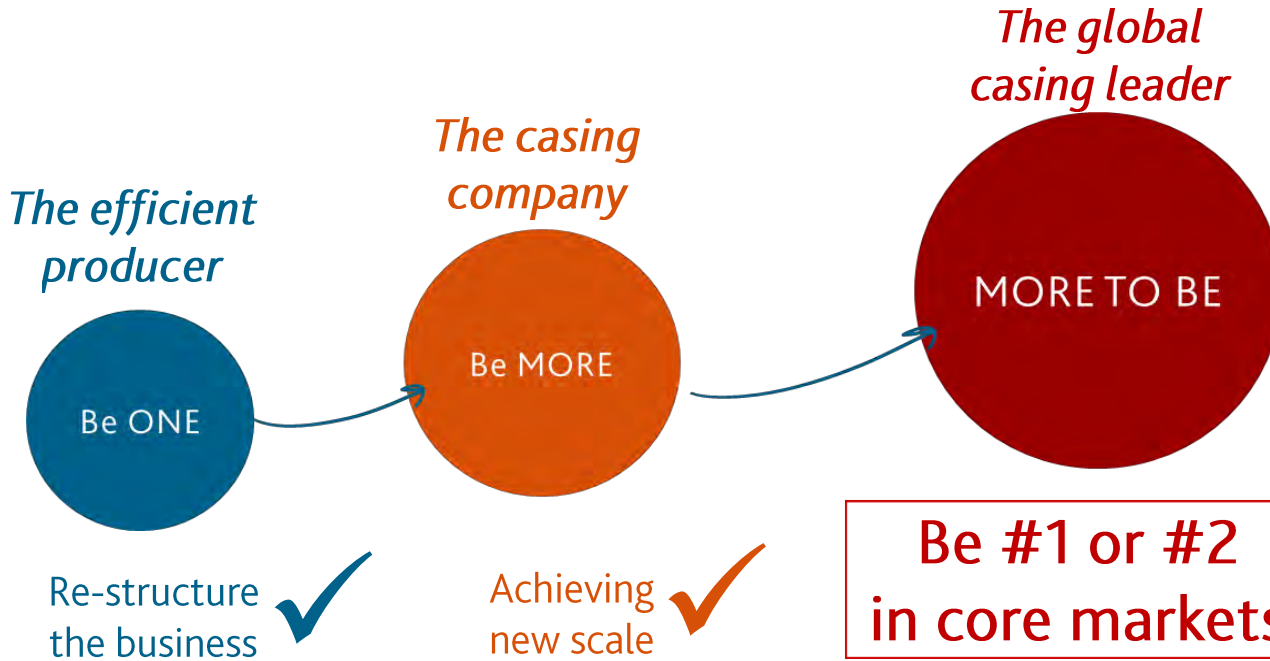 The efficient
producer
Be ONE
Re-structure
the business
The casing
company
Be MORE
Achieving
new scale
The global
casing leader
MORE TO BE
Be #1 or #2
in core markets